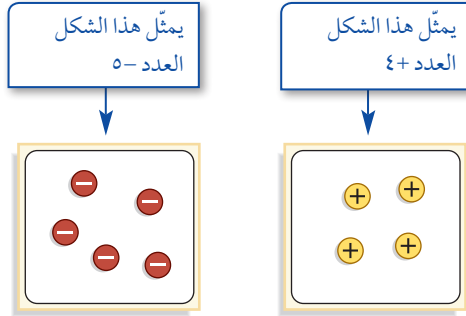 يمثّل هذا الشكل
العدد +٤
يمثّل هذا الشكل
العدد –٥
+ +
+ +
– –
–
– –